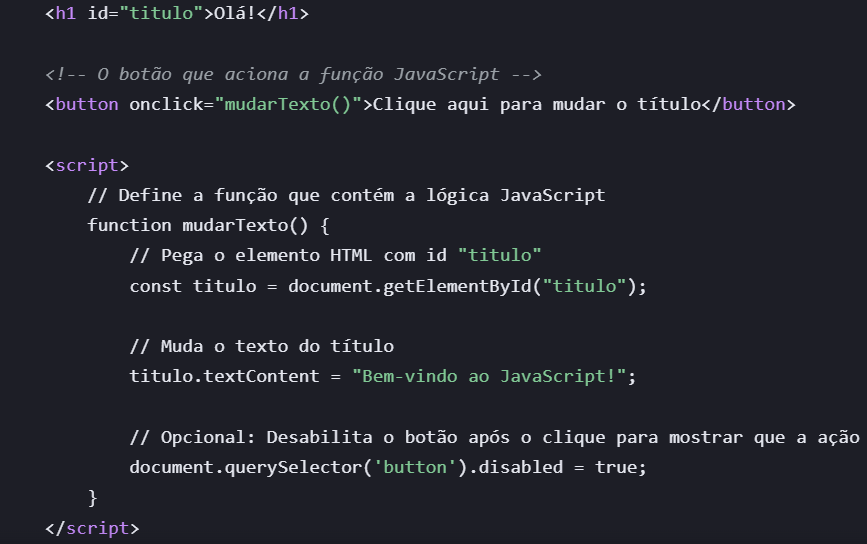 <h1 id="titulo">Olá!</h1>
<!-- O botão que aciona a função JavaScript -->
<button onclick="mudarTexto()">Clique aqui para mudar o título</button>
<script>
// Define a função que contém a lógica JavaScript
function mudarTexto() {
// Pega o elemento HTML com id "titulo"
const titulo = document.getElementById("titulo");
// Muda o texto do título
titulo.textContent = "Bem-vindo ao JavaScript!";
// Opcional: Desabilita o botão após o clique para mostrar que a ação
document.querySelector('button').disabled = true;
}
</script>